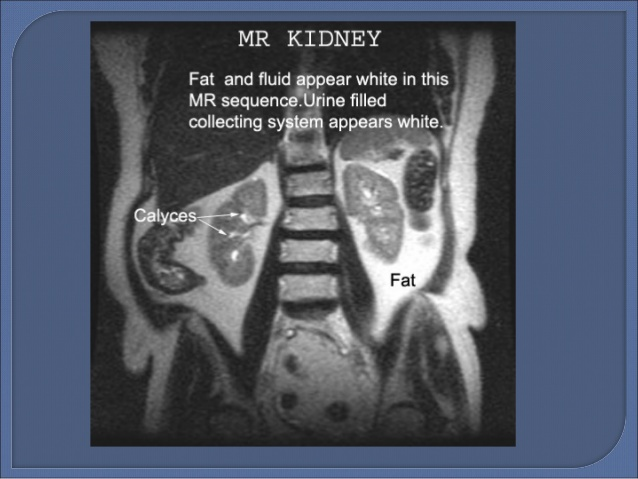 MR KIDNEY
Fat and fluid appear white in this
MR sequence.Urine filled
collecting system appears white.
Calyces
Fat